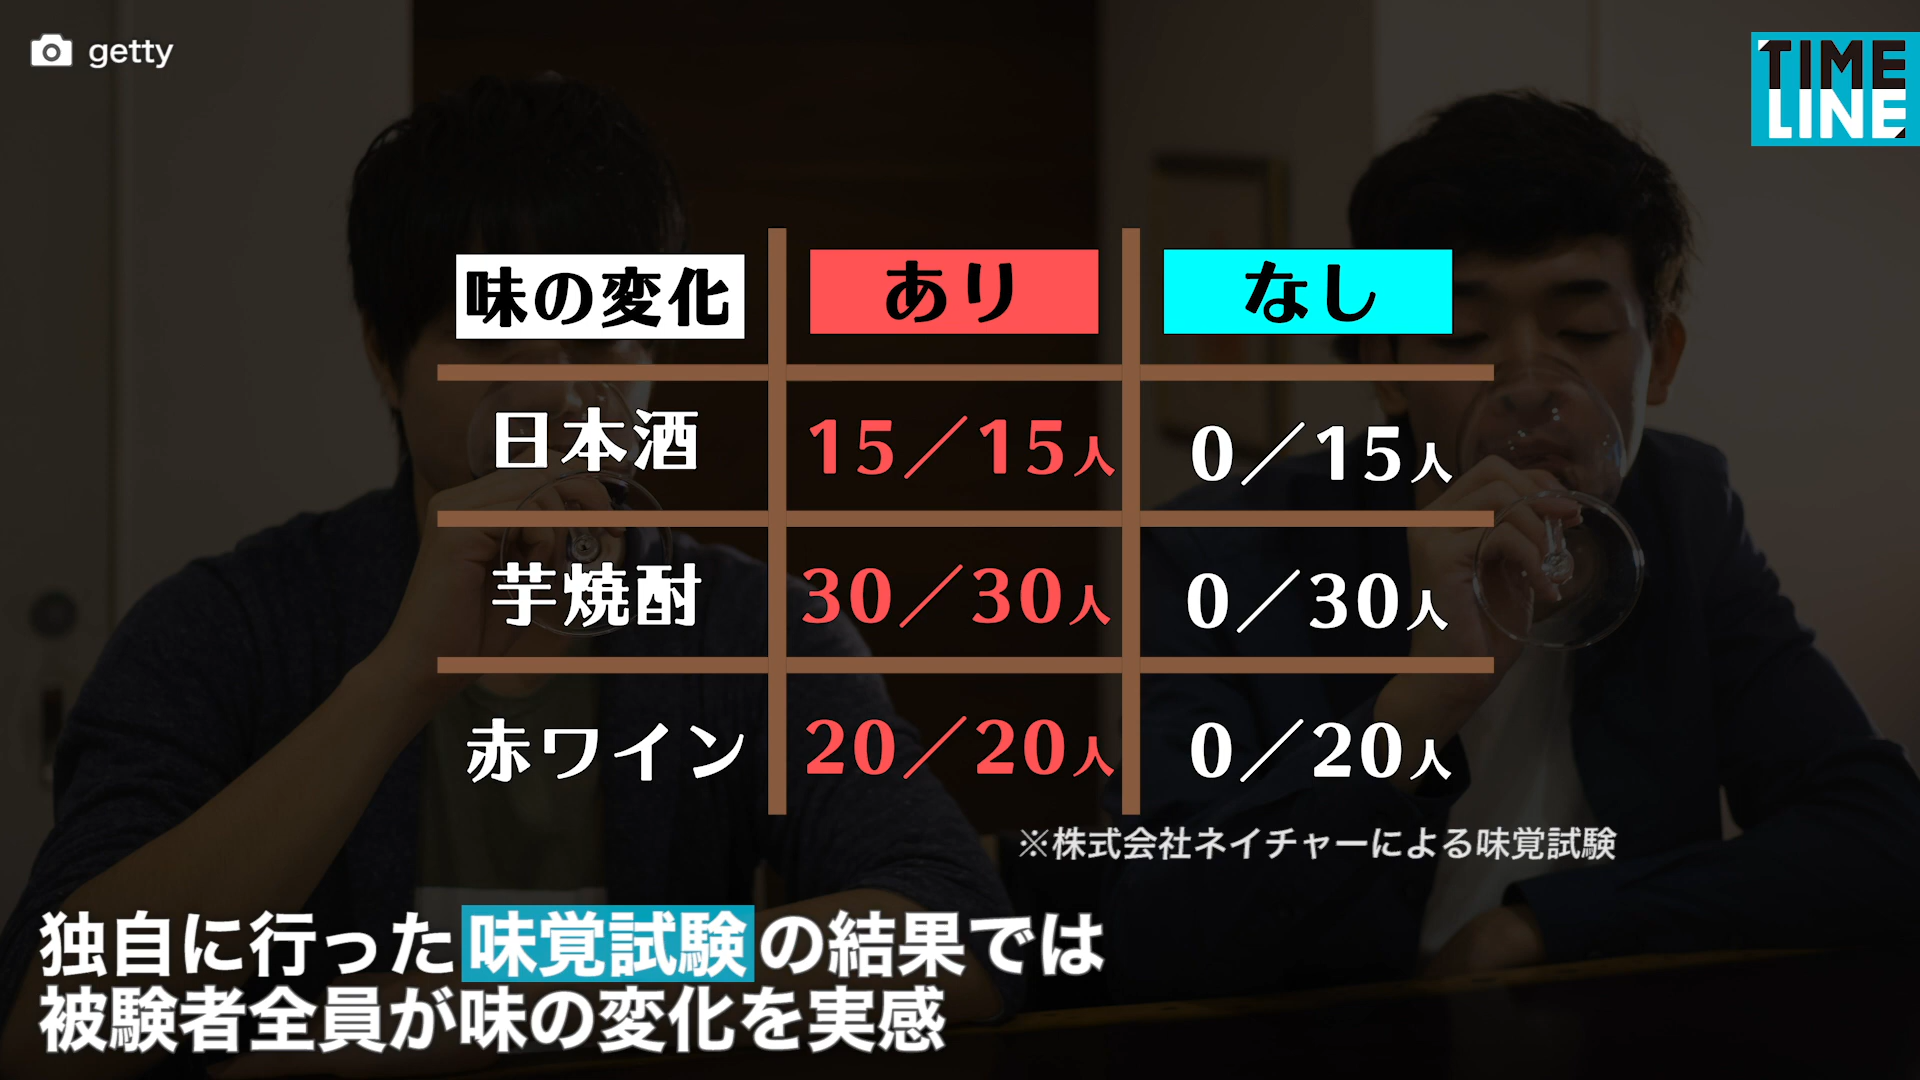 getty
TIME
LINE
味の変化 あり なし
日本酒 15／15人 0／15人
芋焼酎 30／30人 0／30人
赤ワイン 20／20人 0／20人
※株式会社ネイチャーによる味覚試験
独自に行った味覚試験の結果では
被験者全員が味の変化を実感